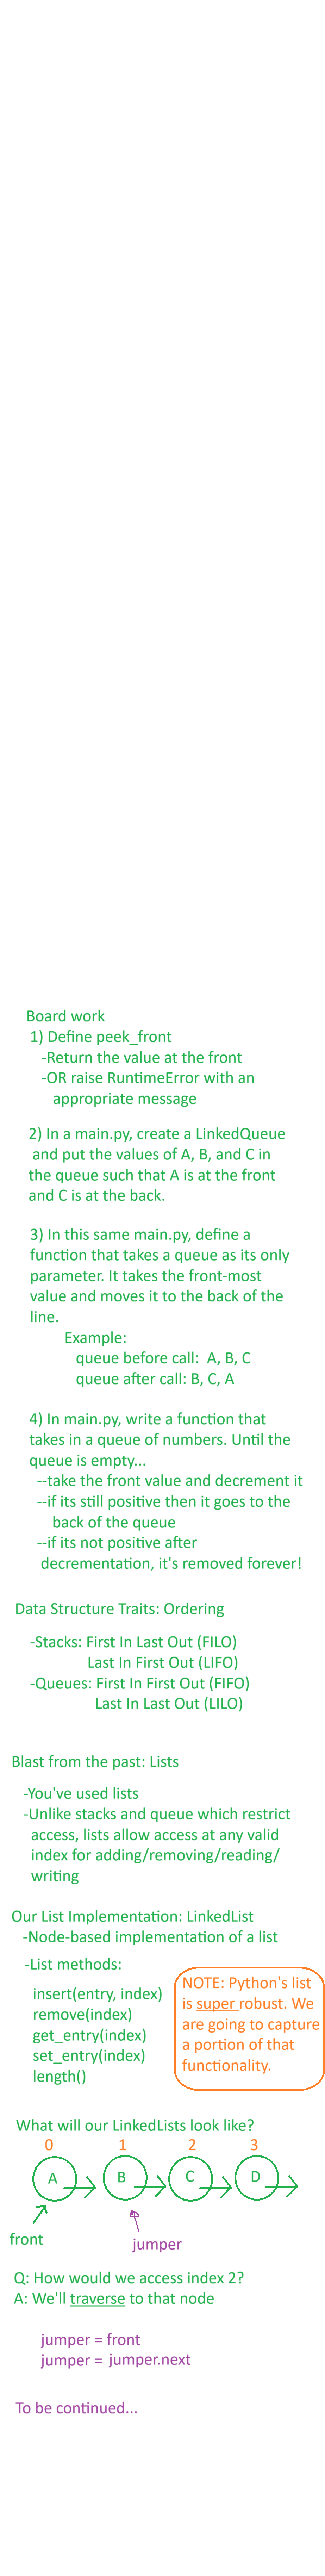 Board work
1) Define peek_front
-Return the value at the front
-OR raise RuntimeError with an
appropriate message
2) In a main.py, create a LinkedQueue
and put the values of A, B, and C in
the queue such that A is at the front
and C is at the back.
3) In this same main.py, define a
function that takes a queue as its only
parameter. It takes the front-most
value and moves it to the back of the
line.
Example:
queue before call: A, B, C
queue after call: B, C, A
4) In main.py, write a function that
takes in a queue of numbers. Until the
queue is empty...
--take the front value and decrement it
--if its still positive then it goes to the
back of the queue
--if its not positive after
decrementation, it's removed forever!
Data Structure Traits: Ordering
-Stacks: First In Last Out (FILO)
Last In First Out (LIFO)
-Queues: First In First Out (FIFO)
Last In Last Out (LILO)
Blast from the past: Lists
-You've used lists
-Unlike stacks and queue which restrict
access, lists allow access at any valid
index for adding/removing/reading/
writing
Our List Implementation: LinkedList
-Node-based implementation of a list
-List methods:
insert(entry, index)
remove(index)
get_entry(index)
set_entry(index)
length()
NOTE: Python's list
is super robust. We
are going to capture
a portion of that
functionality.
What will our LinkedLists look like?
0 1 2 3
A B C D
front
jumper
Q: How would we access index 2?
A: We'll traverse to that node
jumper = front
jumper = jumper.next
To be continued...